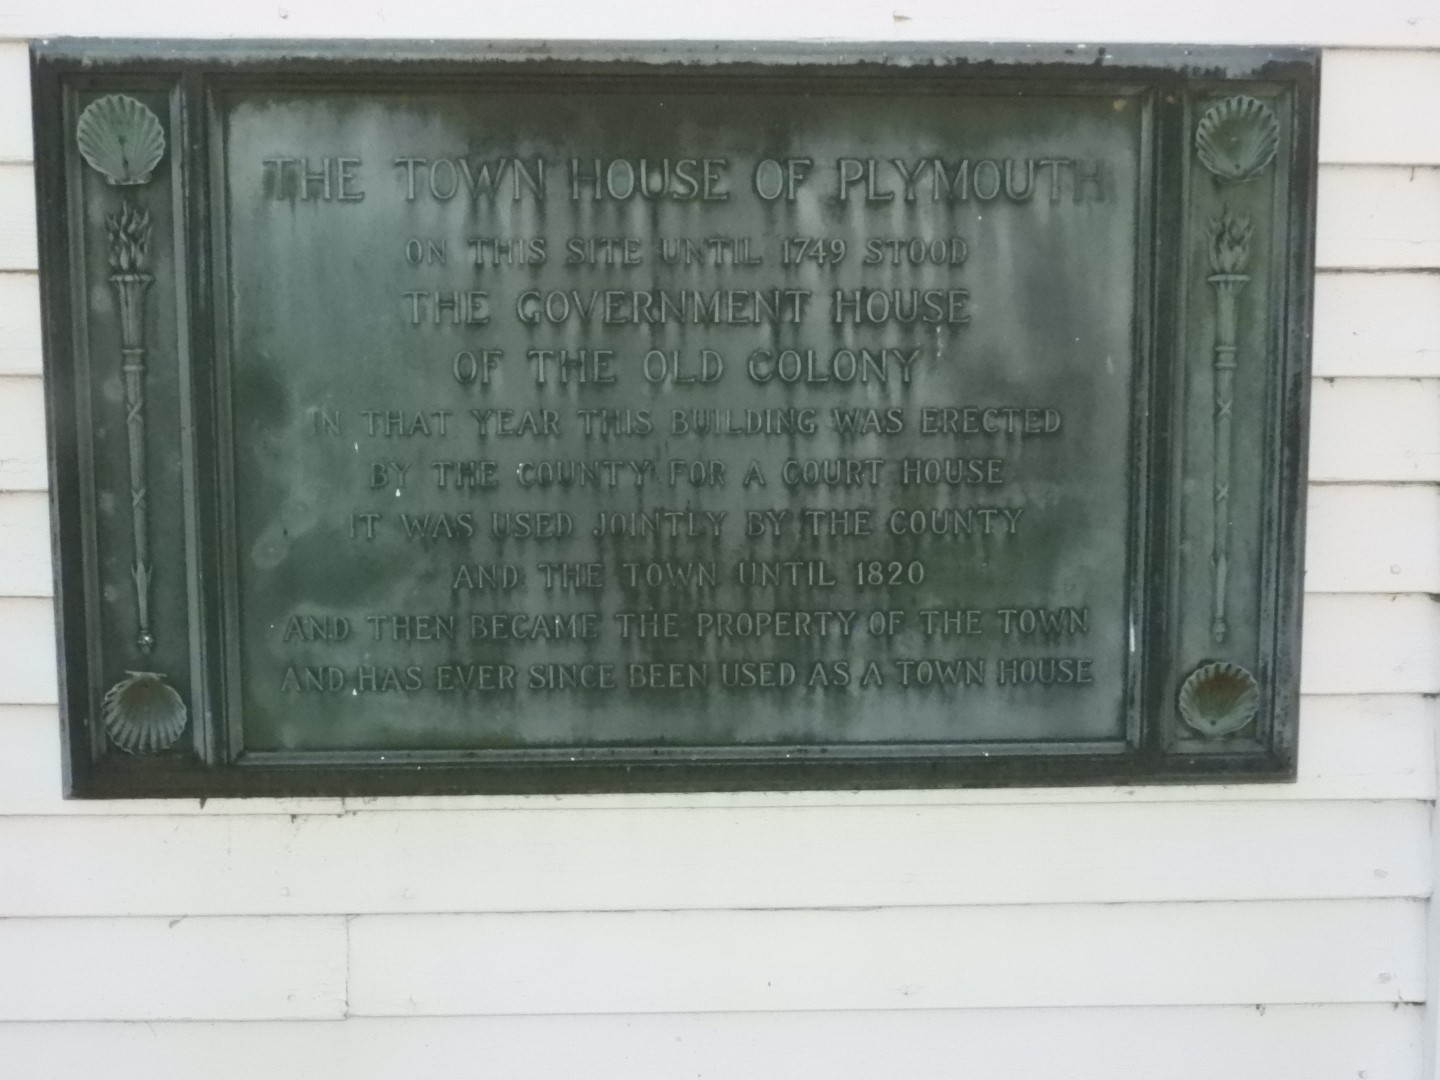 THE TOWN HOUSE OF PLYMOUTH
ON THIS SITE UNTIL 1749 STOOD
THE GOVERNMENT HOUSE
OF THE OLD COLONY
IN THAT YEAR THIS BUILDING WAS ERECTED
BY THE COUNTY FOR A COURT HOUSE
IT WAS USED JOINTLY BY THE COUNTY
AND THE TOWN UNTIL 1820
AND THEN BECAME THE PROPERTY OF THE TOWN
AND HAS EVER SINCE BEEN USED AS A TOWN HOUSE